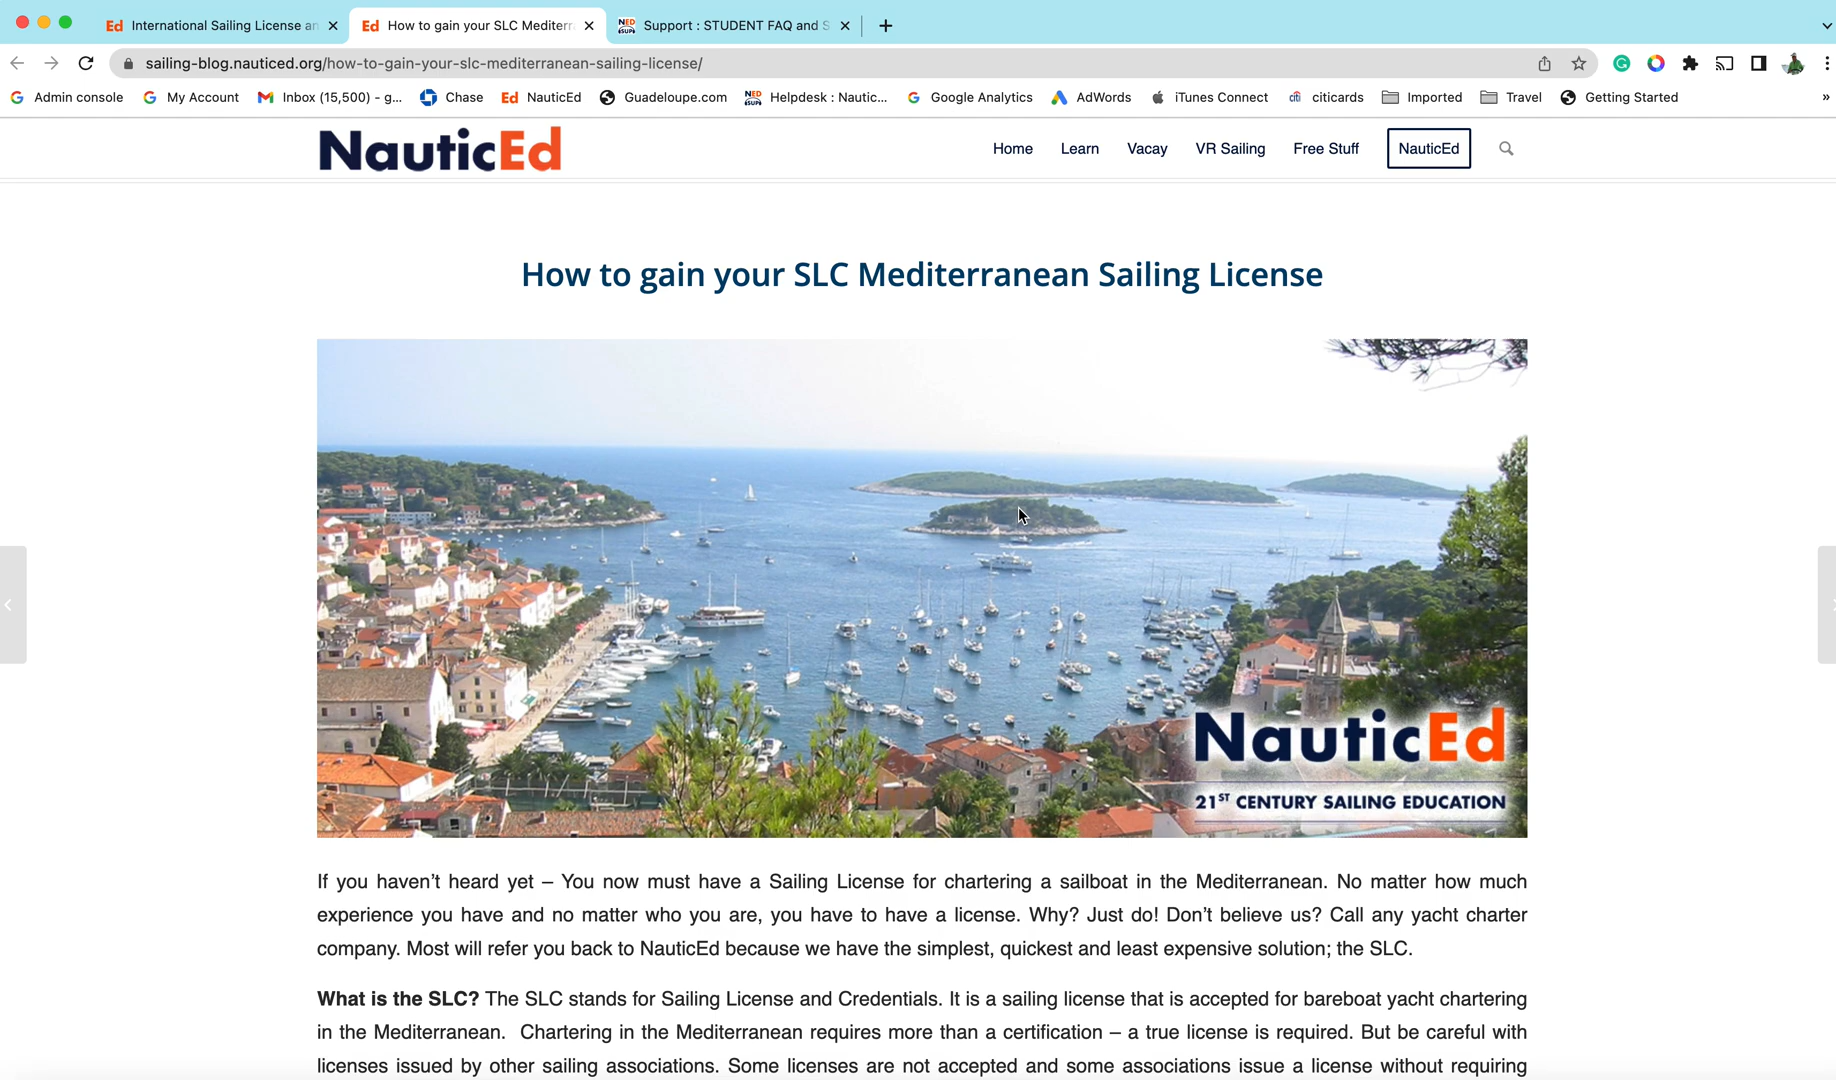 Ed International Sailing License an
Ed How to gain your SLC Mediterr
NED eSUPs Support : STUDENT FAQ and S
sailing-blog.nauticed.org/how-to-gain-your-slc-mediterranean-sailing-license/
Admin console My Account Inbox (15,500) - g... Chase Ed NauticEd Guadeloupe.com NED eSUPs Helpdesk : Nautic... Google Analytics AdWords iTunes Connect citi citicards Imported Travel Getting Started »
NauticEd
Home Learn Vacay VR Sailing Free Stuff NauticEd
How to gain your SLC Mediterranean Sailing License
NauticEd
21ST CENTURY SAILING EDUCATION
If you haven’t heard yet – You now must have a Sailing License for chartering a sailboat in the Mediterranean. No matter how much
experience you have and no matter who you are, you have to have a license. Why? Just do! Don’t believe us? Call any yacht charter
company. Most will refer you back to NauticEd because we have the simplest, quickest and least expensive solution; the SLC.
What is the SLC? The SLC stands for Sailing License and Credentials. It is a sailing license that is accepted for bareboat yacht chartering
in the Mediterranean. Chartering in the Mediterranean requires more than a certification – a true license is required. But be careful with
licenses issued by other sailing associations. Some licenses are not accepted and some associations issue a license without requiring